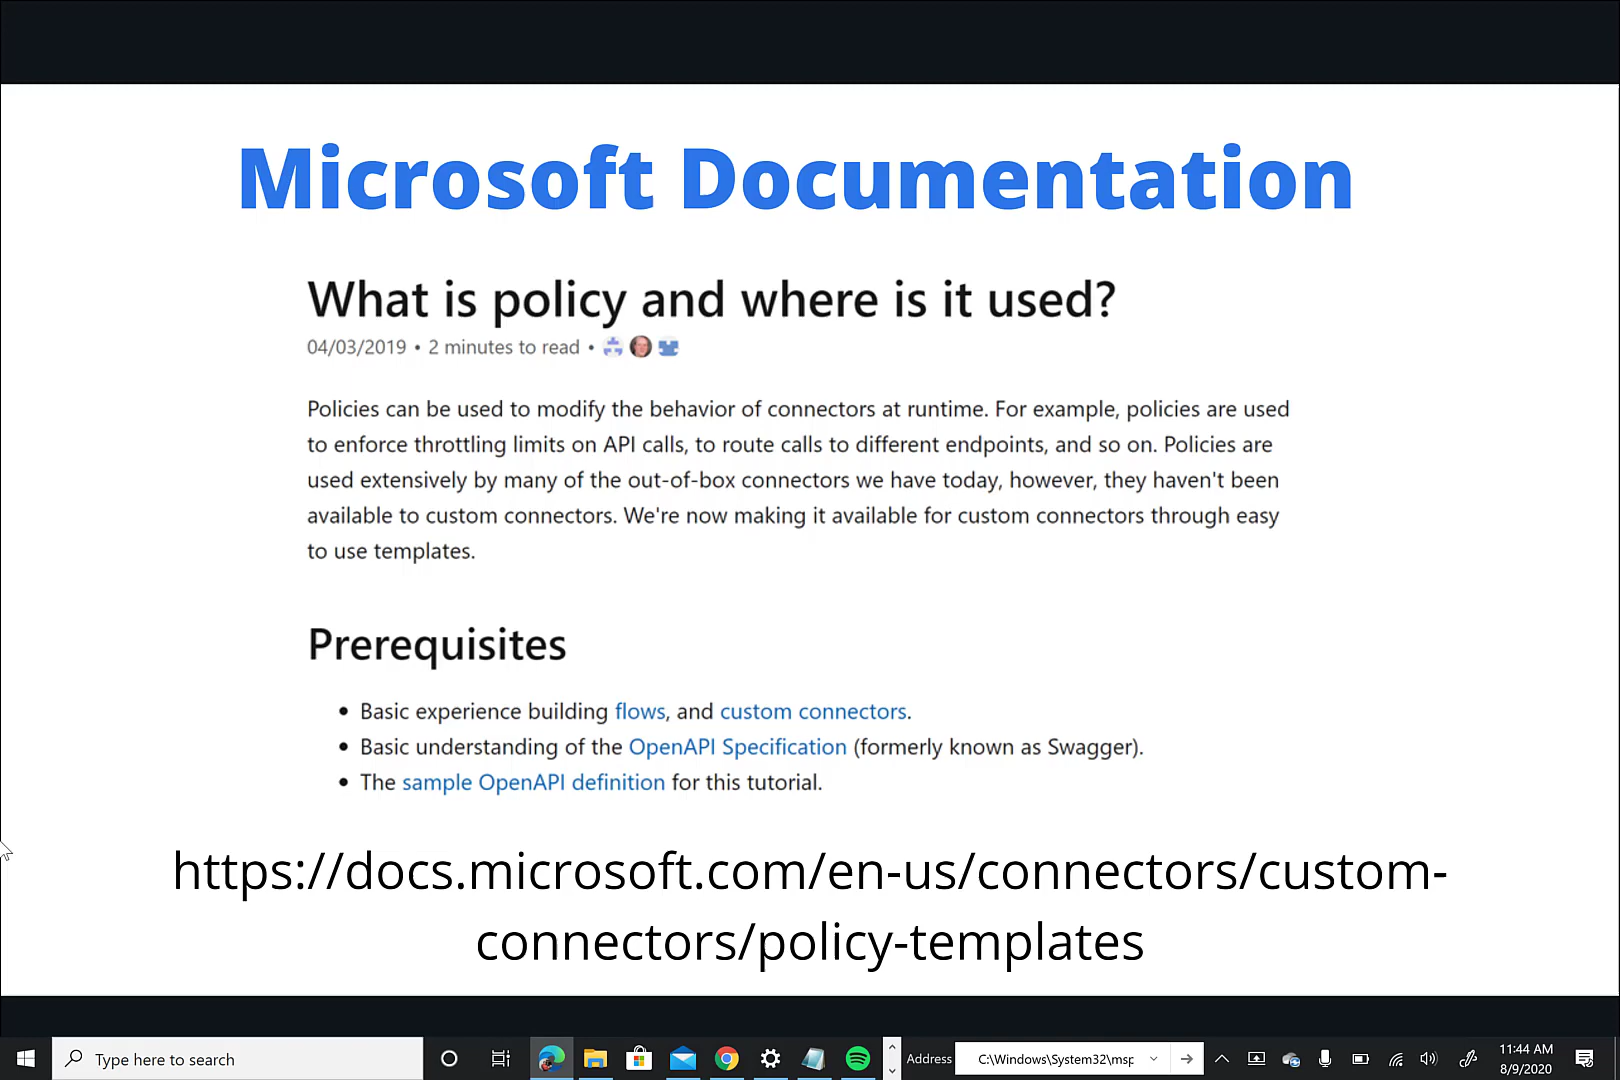 Microsoft Documentation
What is policy and where is it used?
04/03/2019 • 2 minutes to read •
Policies can be used to modify the behavior of connectors at runtime. For example, policies are used
to enforce throttling limits on API calls, to route calls to different endpoints, and so on. Policies are
used extensively by many of the out-of-box connectors we have today, however, they haven't been
available to custom connectors. We're now making it available for custom connectors through easy
to use templates.
Prerequisites
• Basic experience building flows, and custom connectors.
• Basic understanding of the OpenAPI Specification (formerly known as Swagger).
• The sample OpenAPI definition for this tutorial.
https://docs.microsoft.com/en-us/connectors/custom-
connectors/policy-templates
Type here to search
Address
C:\Windows\System32\msp
11:44 AM
8/9/2020